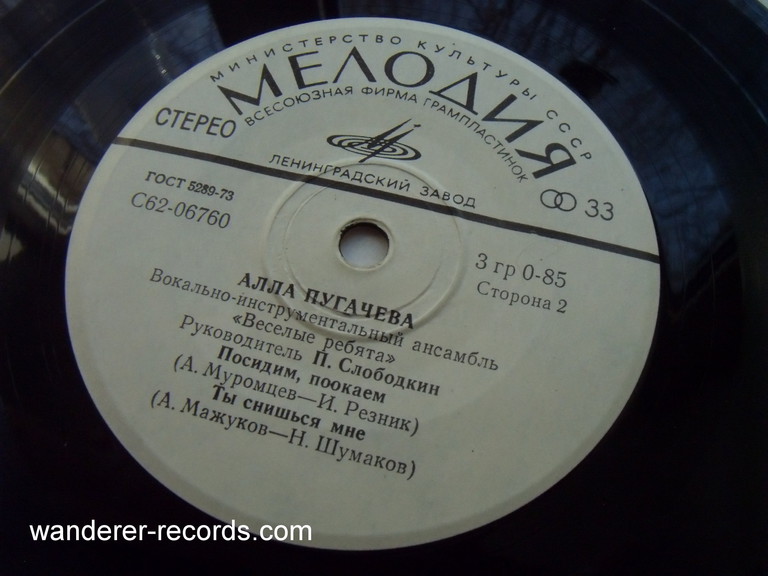 МИНИСТЕРСТВО КУЛЬТУРЫ СССР
МЕЛОДИЯ
ВСЕСОЮЗНАЯ ФИРМА ГРАМПЛАСТИНОК
СТЕРЕО
ЛЕНИНГРАДСКИЙ ЗАВОД
33
ГОСТ 5289-73
С62-06760
3 гр 0-85
Сторона 2
АЛЛА ПУГАЧЕВА
Вокально-инструментальный ансамбль
«Веселые ребята»
Руководитель П. Слободкин
Посидим, поокаем
(А. Муромцев—И. Резник)
Ты снишься мне
(А. Мажуков—Н. Шумаков)
wanderer-records.com